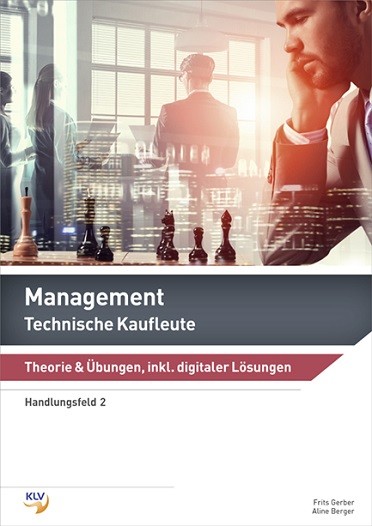 Management
Technische Kaufleute
Theorie & Übungen, inkl. digitaler Lösungen
Handlungsfeld 2
Frits Gerber
Aline Berger
KLV